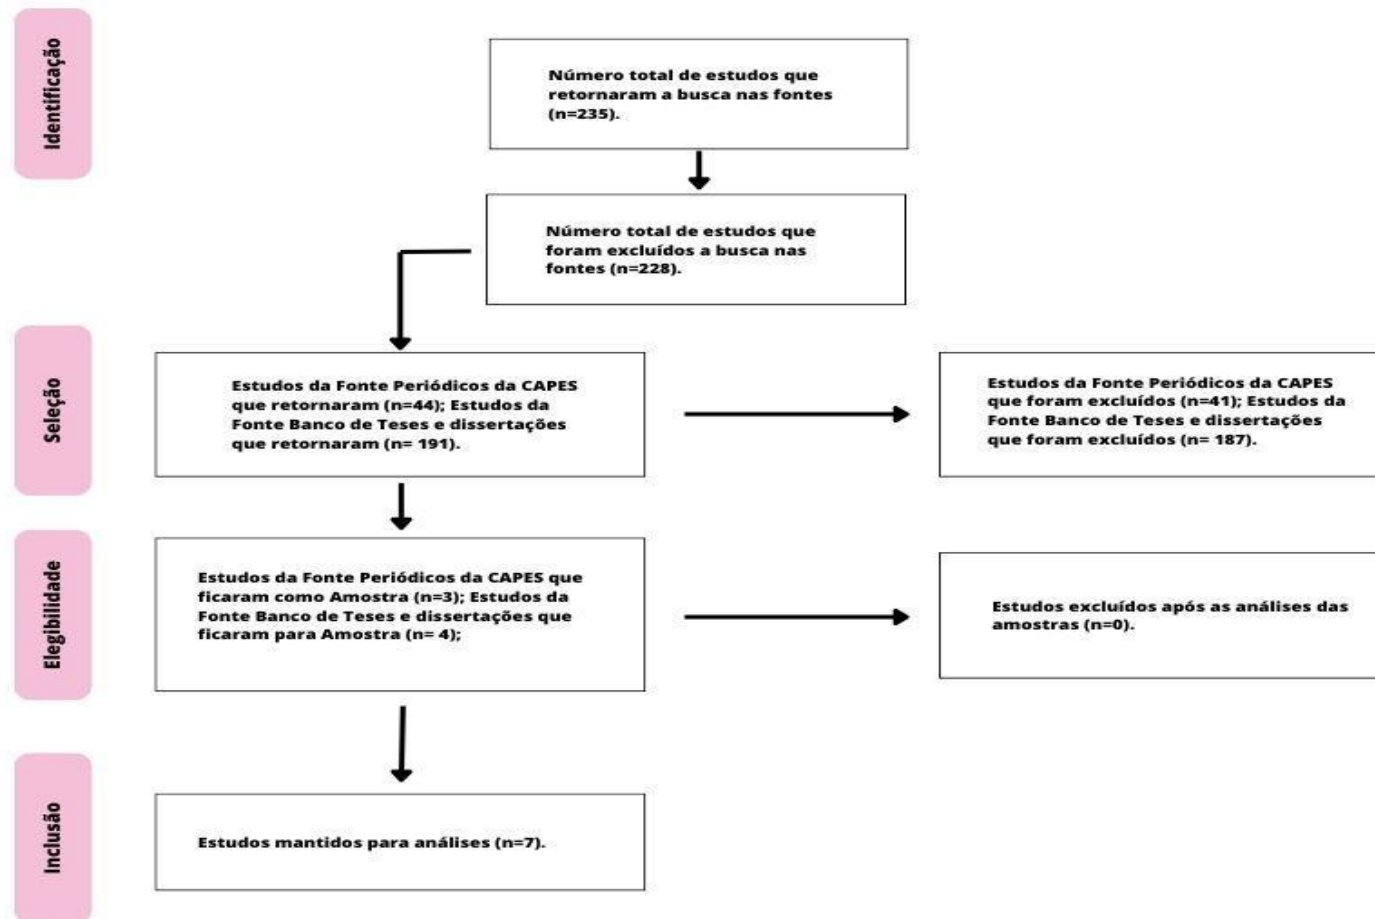 Identificação
Número total de estudos que
retornaram a busca nas fontes
(n=235).
Número total de estudos que
foram excluídos a busca nas
fontes (n=228).
Seleção
Estudos da Fonte Periódicos da CAPES
que retornaram (n=44); Estudos da
Fonte Banco de Teses e dissertações
que retornaram (n= 191).
Estudos da Fonte Periódicos da CAPES
que foram excluídos (n=41); Estudos da
Fonte Banco de Teses e dissertações
que foram excluídos (n= 187).
Elegibilidade
Estudos da Fonte Periódicos da CAPES que
ficaram como Amostra (n=3); Estudos da
Fonte Banco de Teses e dissertações que
ficaram para Amostra (n= 4);
Estudos excluídos após as análises das
amostras (n=0).
Inclusão
Estudos mantidos para análises (n=7).